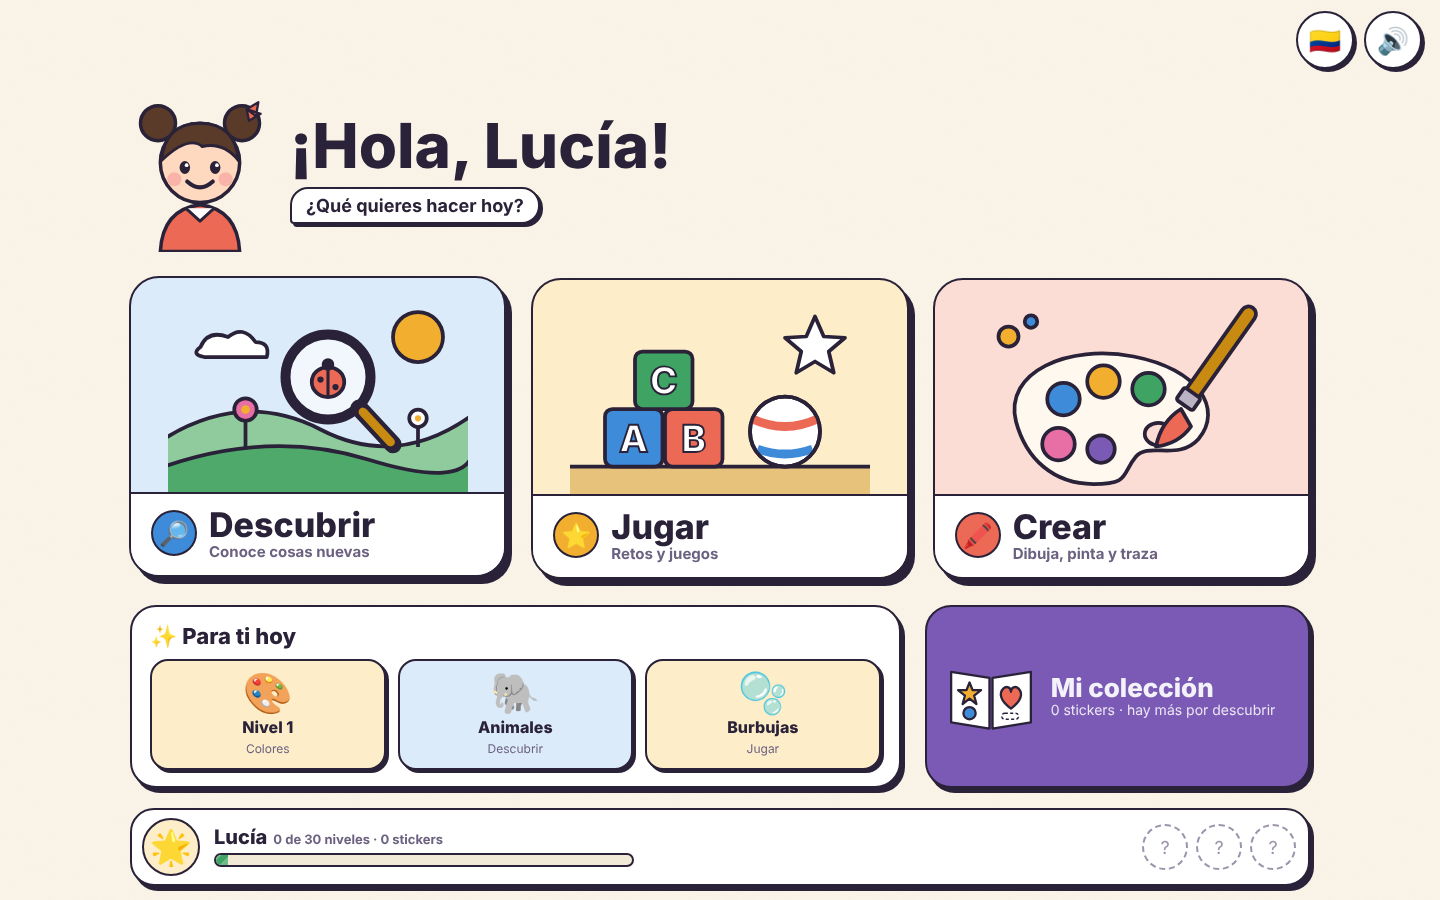 ¡Hola, Lucía!
¿Qué quieres hacer hoy?
C
A B
Descubrir
Conoce cosas nuevas
Jugar
Retos y juegos
Crear
Dibuja, pinta y traza
✨ Para ti hoy
Nivel 1
Colores
Animales
Descubrir
Burbujas
Jugar
Mi colección
0 stickers · hay más por descubrir
Lucía 0 de 30 niveles · 0 stickers
? ? ?